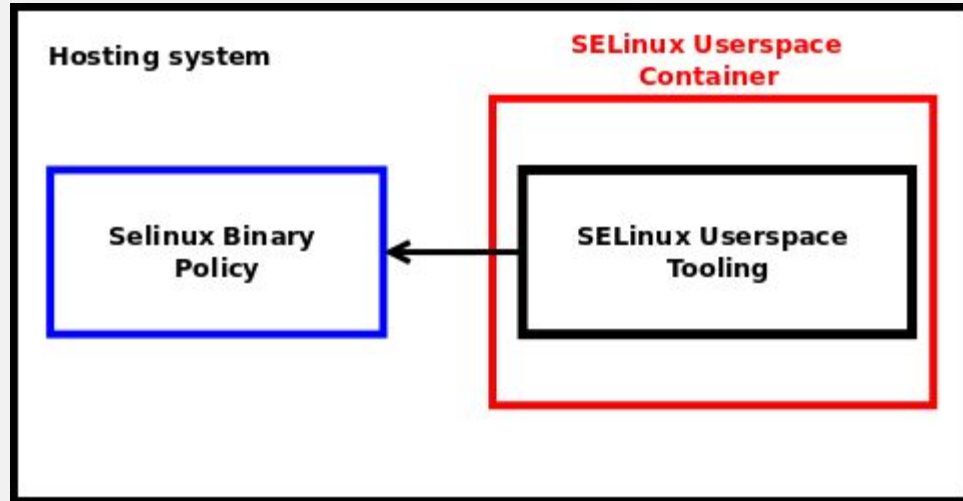 Hosting system
SELinux Userspace
Container
Selinux Binary
Policy
SELinux Userspace
Tooling